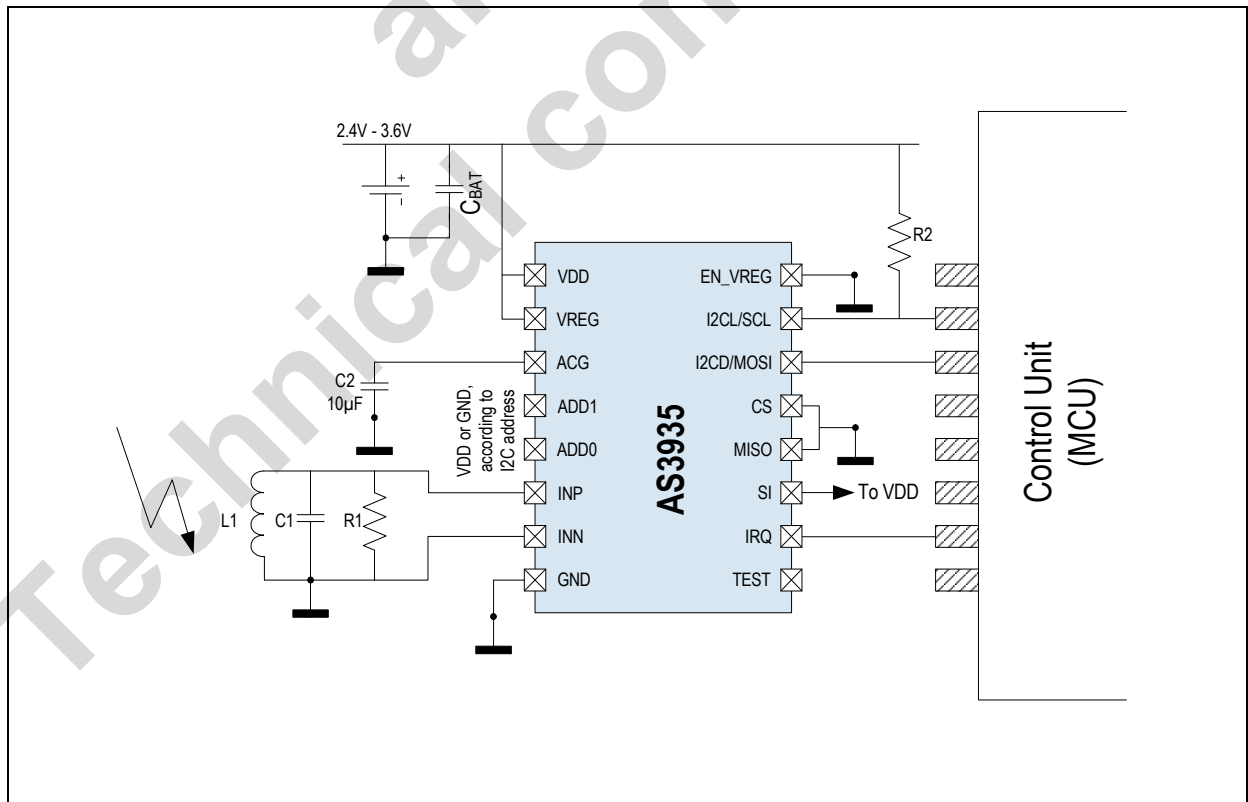 2.4V - 3.6V
+
–
CBAT
R2
VDD
VREG
ACG
ADD1
ADD0
INP
INN
GND
AS3935
EN_VREG
I2CL/SCL
I2CD/MOSI
CS
MISO
SI
IRQ
TEST
C2
10µF
VDD or GND,
according to
I2C address
L1
C1
R1
To VDD
Control Unit
(MCU)
Technical con